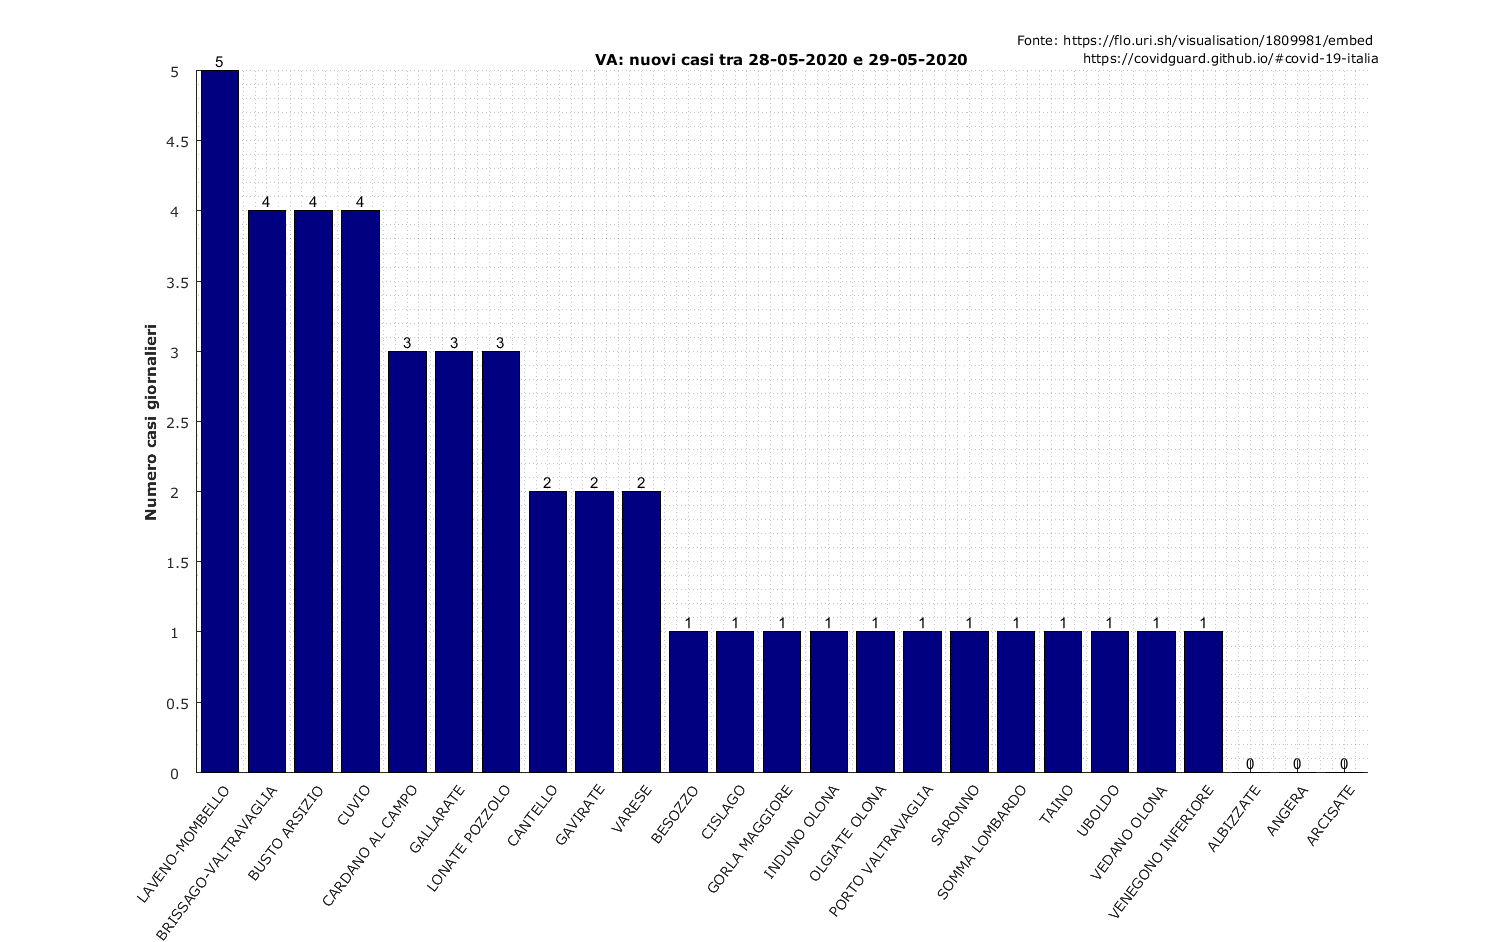 Fonte: https://flo.uri.sh/visualisation/1809981/embed
https://covidguard.github.io/#covid-19-italia
VA: nuovi casi tra 28-05-2020 e 29-05-2020
Numero casi giornalieri
5
4.5
4
3.5
3
2.5
2
1.5
1
0.5
0
5
4
4
4
3
3
3
2
2
2
1
1
1
1
1
1
1
1
1
1
1
1
0
0
0
LAVENO-MOMBELLO
BRISSAGO-VALTRAVAGLIA
BUSTO ARSIZIO
CUVIO
CARDANO AL CAMPO
GALLARATE
LONATE POZZOLO
CANTELLO
GAVIRATE
VARESE
BESOZZO
CISLAGO
GORLA MAGGIORE
INDUNO OLONA
OLGIATE OLONA
PORTO VALTRAVAGLIA
SARONNO
SOMMA LOMBARDO
TAINO
UBOLDO
VEDANO OLONA
VENEGONO INFERIORE
ALBIZZATE
ANGERA
ARCISATE